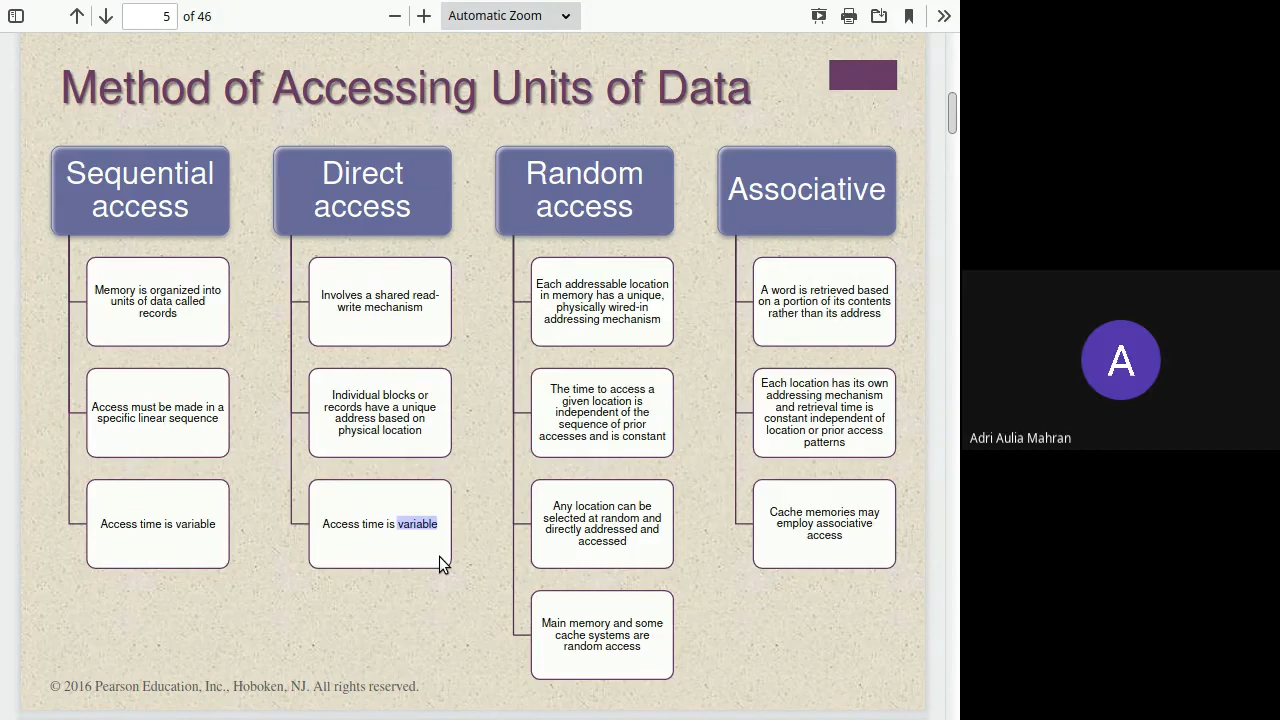 5 of 46
Automatic Zoom
Method of Accessing Units of Data
Sequential
access
Memory is organized into
units of data called
records
Access must be made in a
specific linear sequence
Access time is variable
Direct
access
Involves a shared read-
write mechanism
Individual blocks or
records have a unique
address based on
physical location
Access time is variable
Random
access
Each addressable location
in memory has a unique,
physically wired-in
addressing mechanism
The time to access a
given location is
independent of the
sequence of prior
accesses and is constant
Any location can be
selected at random and
directly addressed and
accessed
Main memory and some
cache systems are
random access
Associative
A word is retrieved based
on a portion of its contents
rather than its address
Each location has its own
addressing mechanism
and retrieval time is
constant independent of
location or prior access
patterns
Cache memories may
employ associative
access
© 2016 Pearson Education, Inc., Hoboken, NJ. All rights reserved.
A
Adri Aulia Mahran